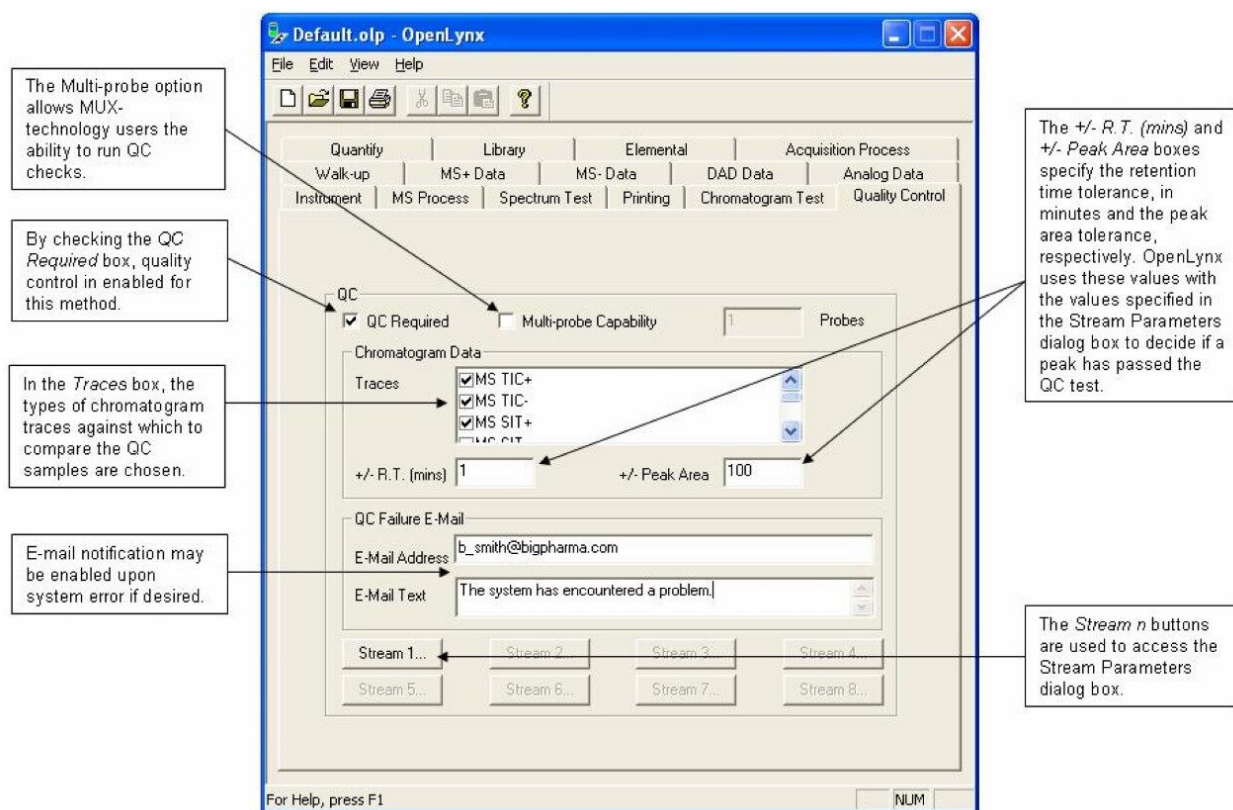 Default.olp - OpenLynx
File Edit View Help
Quantify Library Elemental Acquisition Process
Walk-up MS+ Data MS- Data DAD Data Analog Data
Instrument MS Process Spectrum Test Printing Chromatogram Test Quality Control
QC
QC Required Multi-probe Capability 1 Probes
Chromatogram Data
Traces
MS TIC+
MS TIC-
MS SIT+
+/- R.T. (mins) 1 +/- Peak Area 100
QC Failure E-Mail
E-Mail Address b_smith@bigpharma.com
E-Mail Text The system has encountered a problem.
Stream 1... Stream 2... Stream 3... Stream 4...
Stream 5... Stream 6... Stream 7... Stream 8...
For Help, press F1 NUM
The Multi-probe option
allows MUX-
technology users the
ability to run QC
checks.
By checking the QC
Required box, quality
control in enabled for
this method.
In the Traces box, the
types of chromatogram
traces against which to
compare the QC
samples are chosen.
E-mail notification may
be enabled upon
system error if desired.
The +/- R.T. (mins) and
+/- Peak Area boxes
specify the retention
time tolerance, in
minutes and the peak
area tolerance,
respectively. OpenLynx
uses these values with
the values specified in
the Stream Parameters
dialog box to decide if a
peak has passed the
QC test.
The Stream n buttons
are used to access the
Stream Parameters
dialog box.